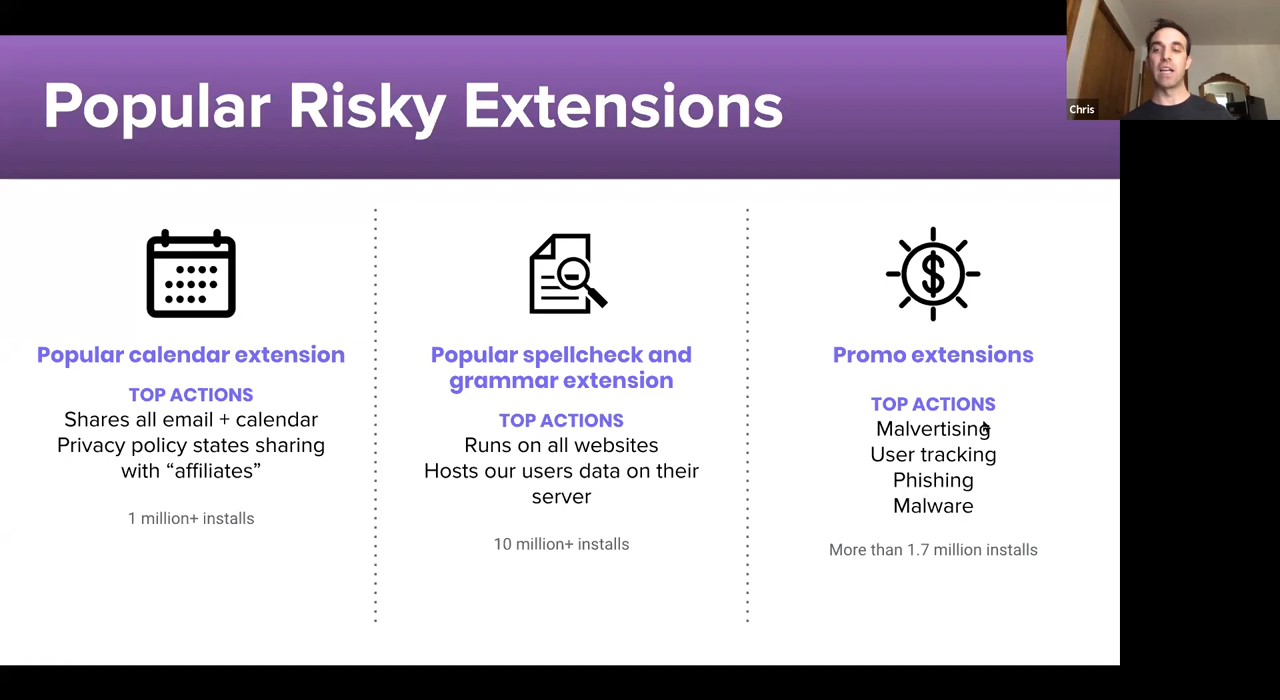 Popular Risky Extensions
Chris
Popular calendar extension
TOP ACTIONS
Shares all email + calendar
Privacy policy states sharing
with “affiliates”
1 million+ installs
Popular spellcheck and
grammar extension
TOP ACTIONS
Runs on all websites
Hosts our users data on their
server
10 million+ installs
$
Promo extensions
TOP ACTIONS
Malvertising
User tracking
Phishing
Malware
More than 1.7 million installs